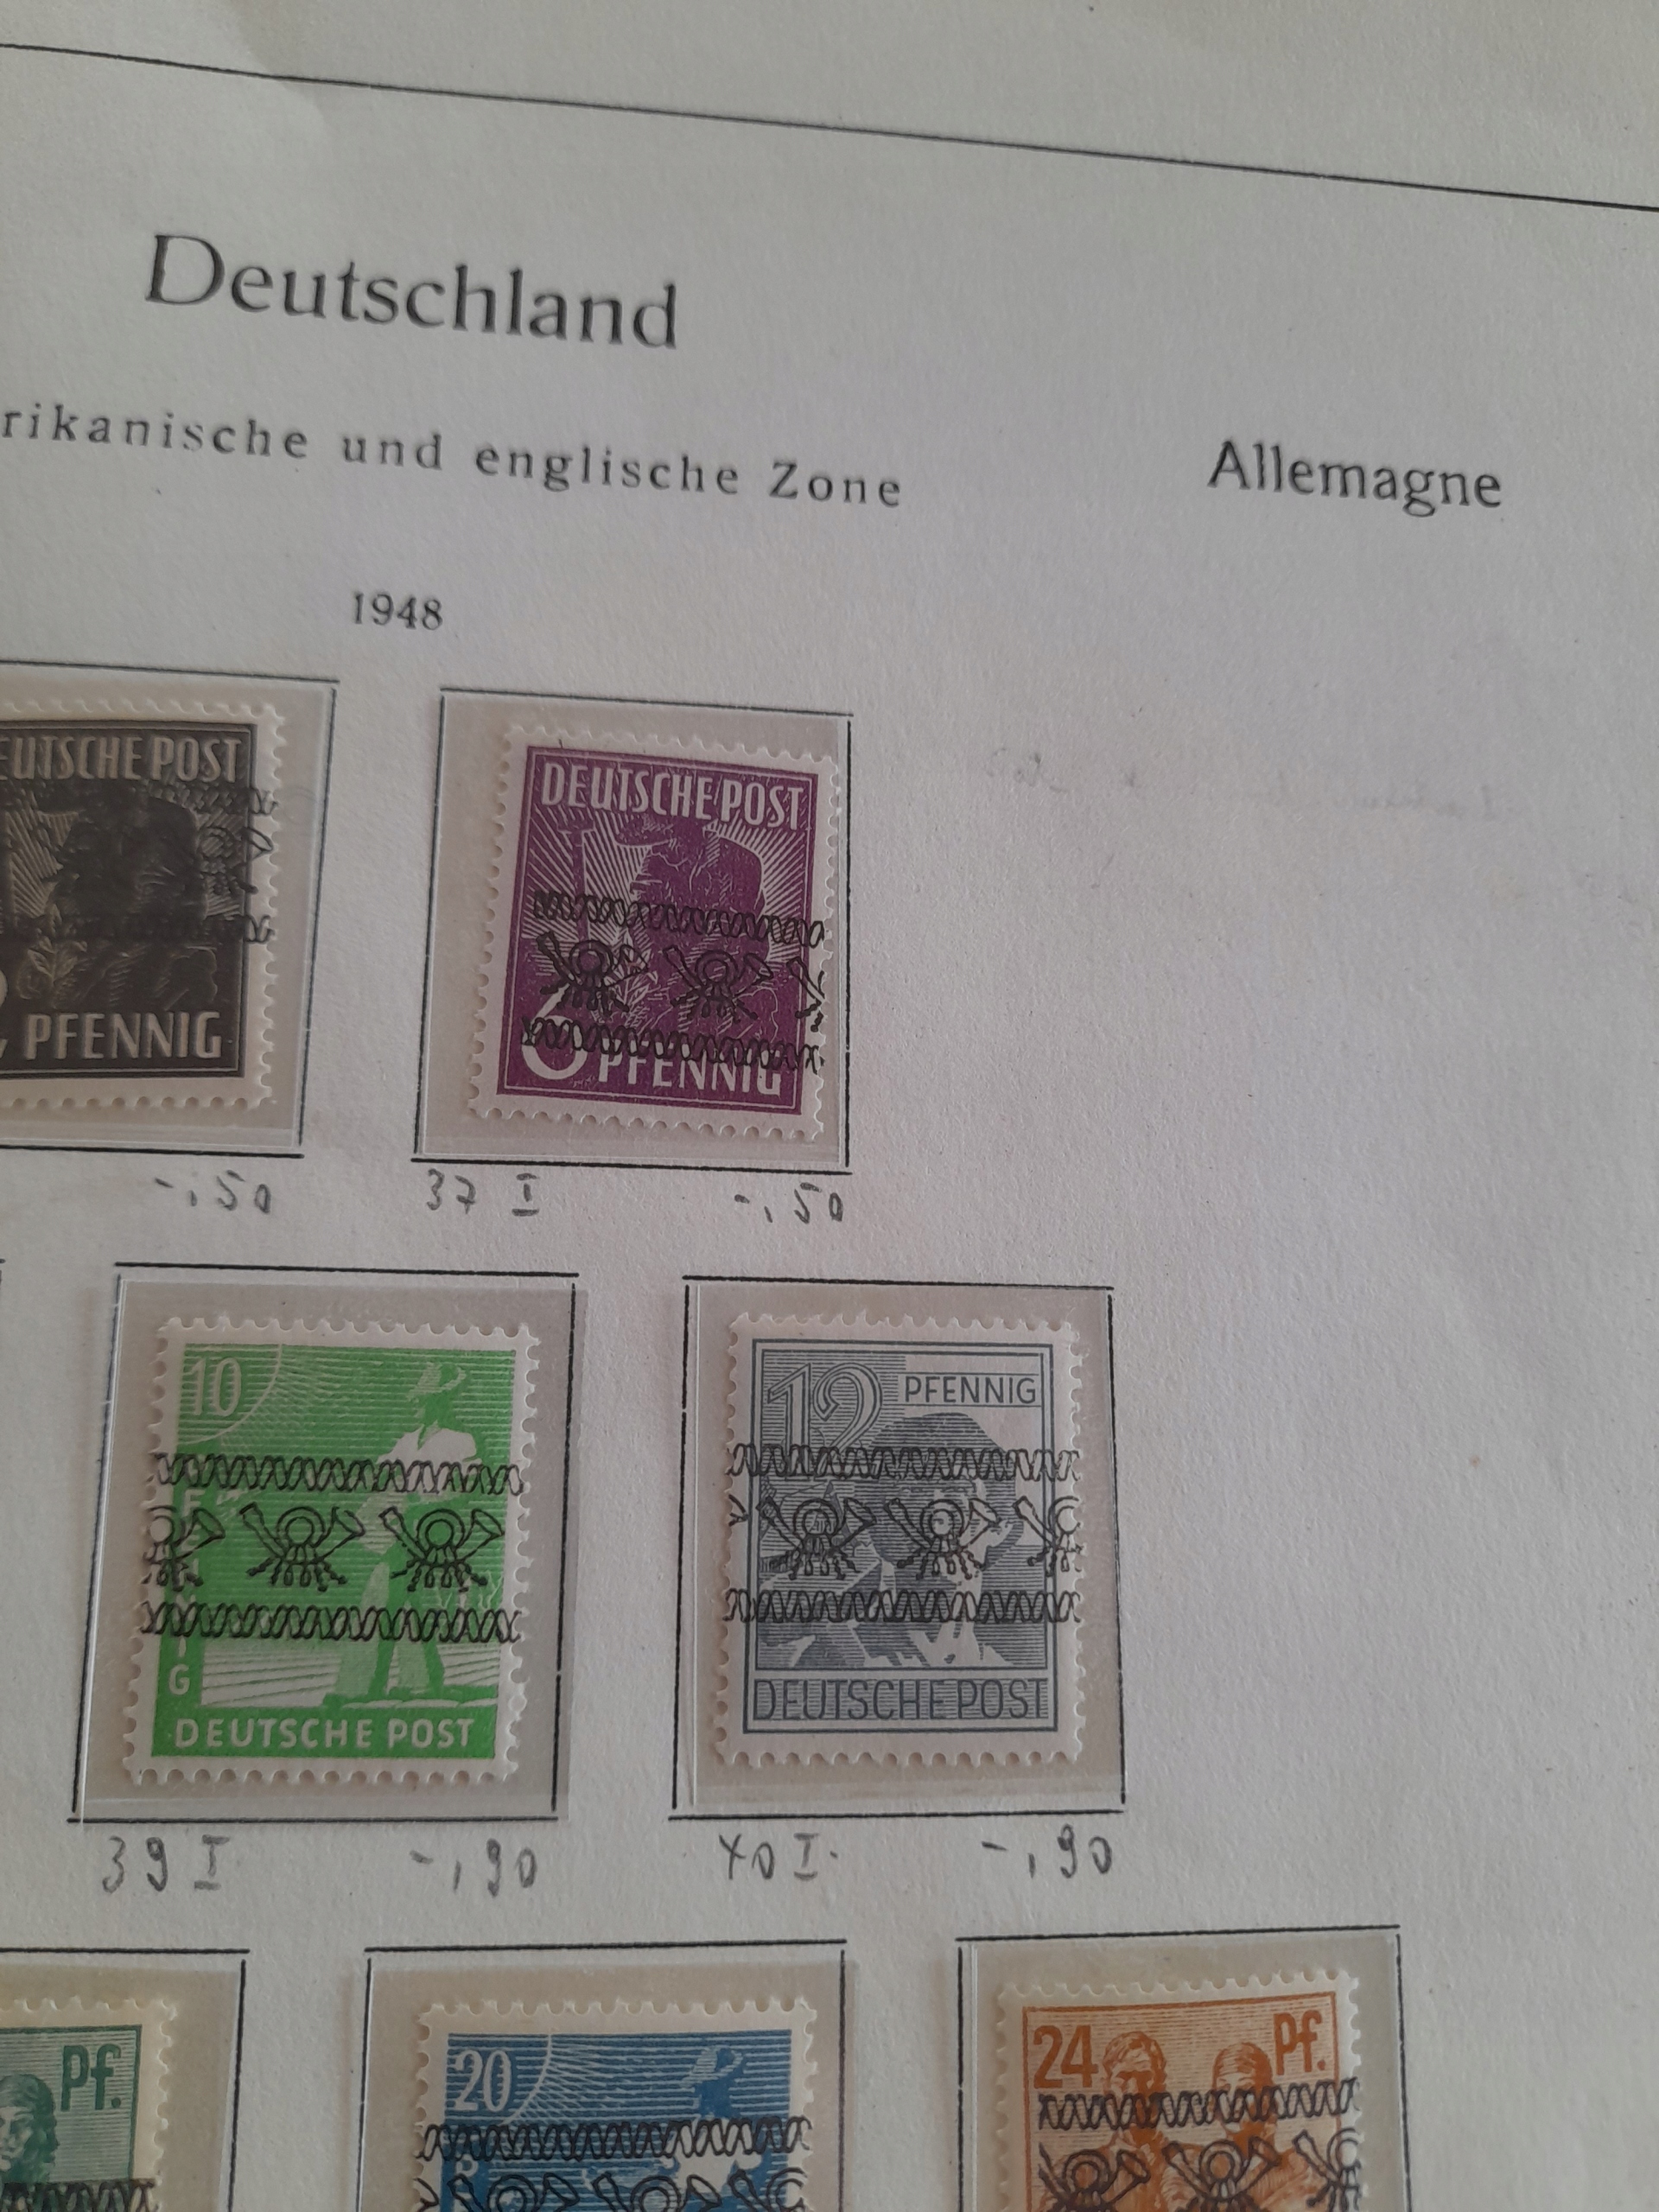 Deutschland
rikanische und englische Zone
Allemagne
1948
EUTSCHE POST
PFENNIG
DEUTSCHE POST
6 PFENNIG
-,50
37 I
-,50
10
G
DEUTSCHE POST
12 PFENNIG
DEUTSCHE POST
39 I
-,90
40 I.
-,90
Pf.
20
24 Pf.